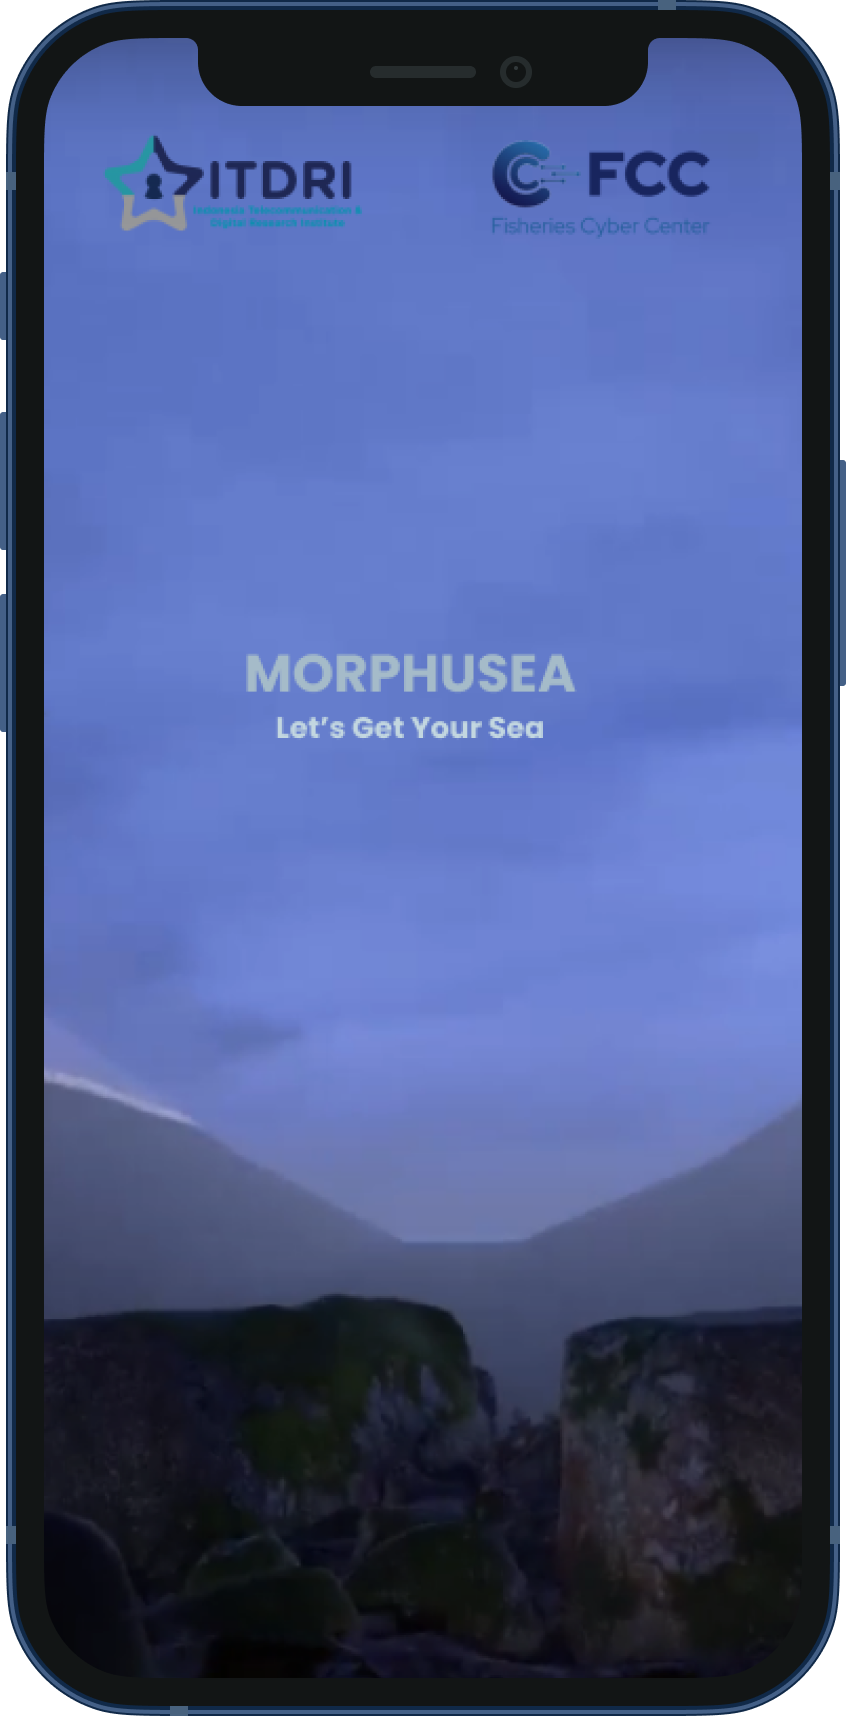 ITDRI
Indonesia Telecommunication &
Digital Research Institute
FCC
Fisheries Cyber Center
MORPHUSEA
Let's Get Your Sea